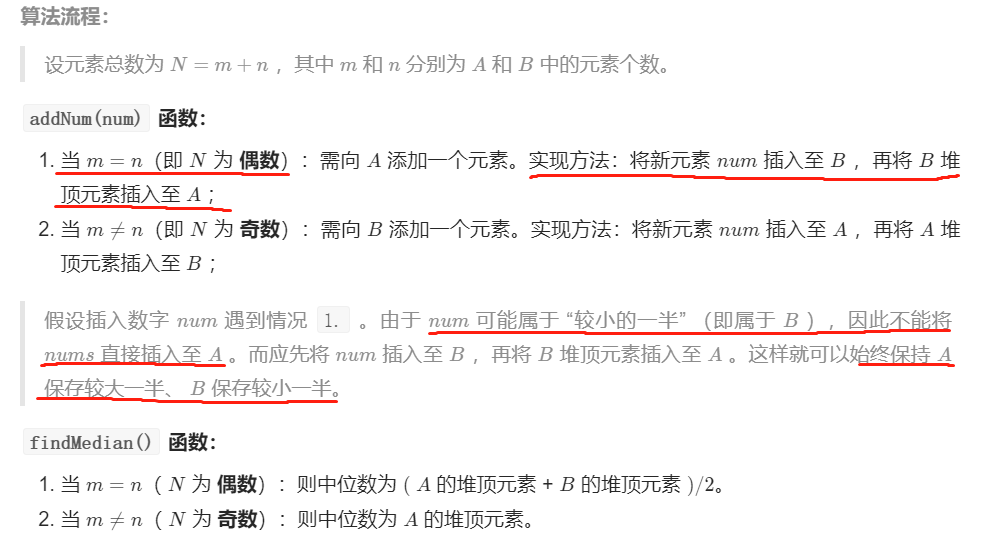 算法流程：
设元素总数为 N = m + n ，其中 m 和 n 分别为 A 和 B 中的元素个数。
addNum(num) 函数：
1. 当 m = n（即 N 为 偶数）：需向 A 添加一个元素。实现方法：将新元素 num 插入至 B ，再将 B 堆
顶元素插入至 A ；
2. 当 m ≠ n（即 N 为 奇数）：需向 B 添加一个元素。实现方法：将新元素 num 插入至 A ，再将 A 堆
顶元素插入至 B ；
假设插入数字 num 遇到情况 1. 。由于 num 可能属于 “较小的一半” （即属于 B ），因此不能将
nums 直接插入至 A 。而应先将 num 插入至 B ，再将 B 堆顶元素插入至 A 。这样就可以始终保持 A
保存较大一半、 B 保存较小一半。
findMedian() 函数：
1. 当 m = n（ N 为 偶数）：则中位数为 ( A 的堆顶元素 + B 的堆顶元素 )/2。
2. 当 m ≠ n（ N 为 奇数）：则中位数为 A 的堆顶元素。